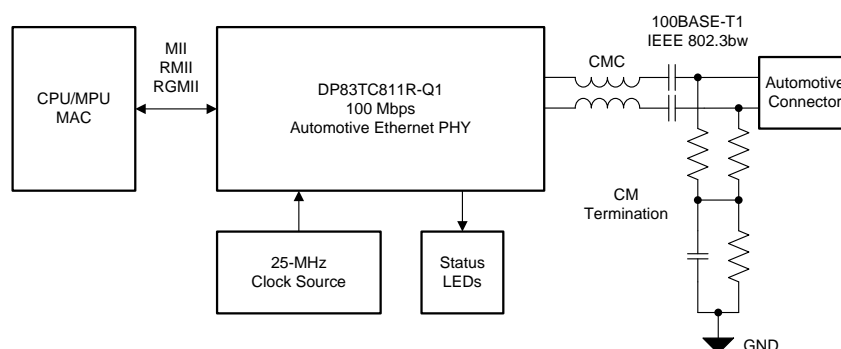 100BASE-T1
IEEE 802.3bw
MII
RMII
RGMII
CMC
CPU/MPU
MAC
DP83TC811R-Q1
100 Mbps
Automotive Ethernet PHY
Automotive
Connector
CM
Termination
25-MHz
Clock Source
Status
LEDs
GND